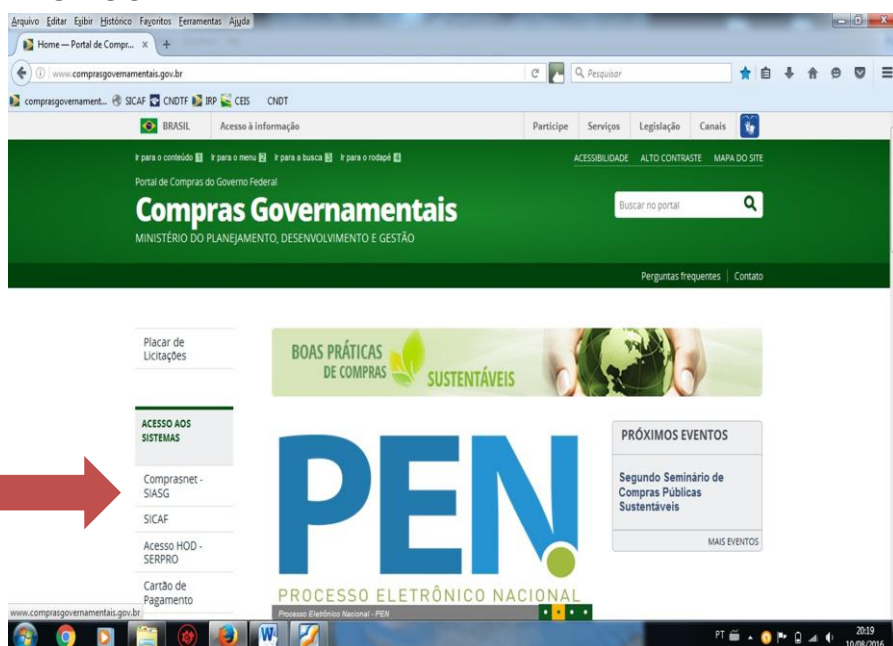 Arquivo Editar Exibir Histórico Favoritos Ferramentas Ajuda
Home — Portal de Compr... × +
www.comprasgovernamentais.gov.br
Pesquisar
comprasgovernament... SICAF CNDTF IRP CEIS CNDT
BRASIL Acesso à informação Participe Serviços Legislação Canais
Ir para o conteúdo 1 Ir para o menu 2 Ir para a busca 3 Ir para o rodapé 4 ACESSIBILIDADE ALTO CONTRASTE MAPA DO SITE
Portal de Compras do Governo Federal
Compras Governamentais
Buscar no portal
MINISTÉRIO DO PLANEJAMENTO, DESENVOLVIMENTO E GESTÃO
Perguntas frequentes | Contato
Placar de
Licitações
BOAS PRÁTICAS
DE COMPRAS
SUSTENTÁVEIS
ACESSO AOS
SISTEMAS
Comprasnet -
SIASG
SICAF
Acesso HOD -
SERPRO
Cartão de
Pagamento
PEN
PROCESSO ELETRÔNICO NACIONAL
Processo Eletrônico Nacional - PEN
PRÓXIMOS EVENTOS
Segundo Seminário de
Compras Públicas
Sustentáveis
MAIS EVENTOS
www.comprasgovernamentais.gov.br
PT
20:19
10/08/2016